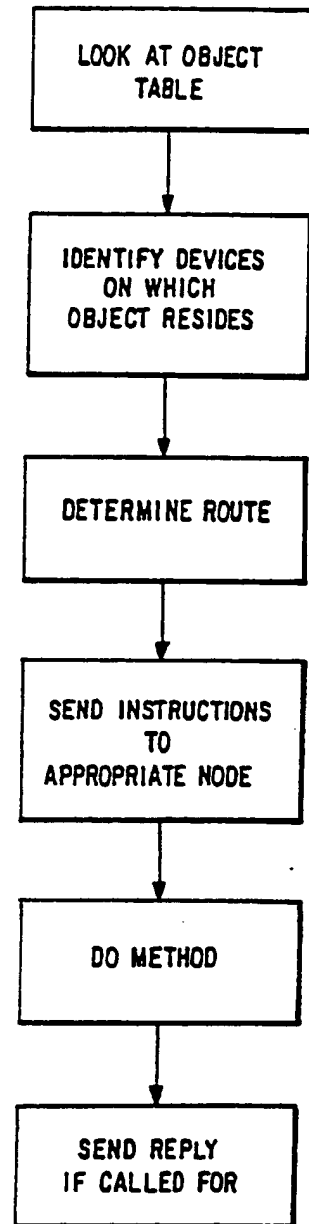 LOOK AT OBJECT
TABLE
IDENTIFY DEVICES
ON WHICH
OBJECT RESIDES
DETERMINE ROUTE
SEND INSTRUCTIONS
TO
APPROPRIATE NODE
DO METHOD
SEND REPLY
IF CALLED FOR